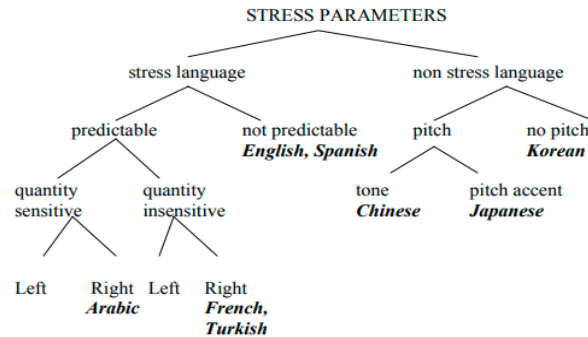 STRESS PARAMETERS
stress language non stress language
predictable not predictable pitch no pitch
English, Spanish Korean
quantity quantity tone pitch accent
sensitive insensitive Chinese Japanese
Left Right Left Right
Arabic French,
Turkish